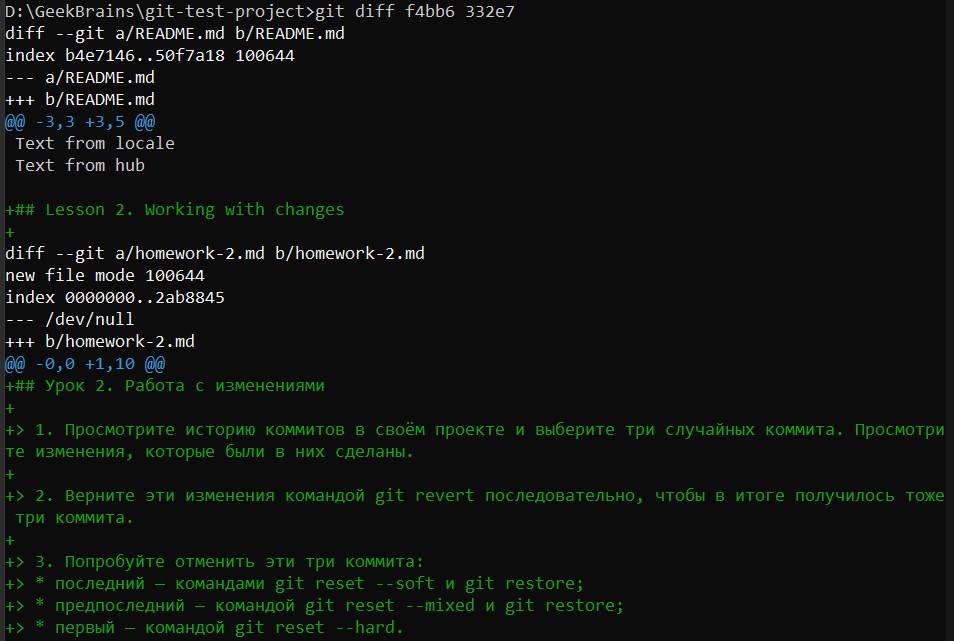 D:\GeekBrains\git-test-project>git diff f4bb6 332e7
diff --git a/README.md b/README.md
index b4e7146..50f7a18 100644
--- a/README.md
+++ b/README.md
@@ -3,3 +3,5 @@
 Text from locale
 Text from hub

+## Lesson 2. Working with changes
+
diff --git a/homework-2.md b/homework-2.md
new file mode 100644
index 0000000..2ab8845
--- /dev/null
+++ b/homework-2.md
@@ -0,0 +1,10 @@
+## Урок 2. Работа с изменениями
+
+> 1. Просмотрите историю коммитов в своём проекте и выберите три случайных коммита. Просмотри
те изменения, которые были в них сделаны.
+
+> 2. Верните эти изменения командой git revert последовательно, чтобы в итоге получилось тоже
 три коммита.
+
+> 3. Попробуйте отменить эти три коммита:
+> * последний — командами git reset --soft и git restore;
+> * предпоследний — командой git reset --mixed и git restore;
+> * первый — командой git reset --hard.